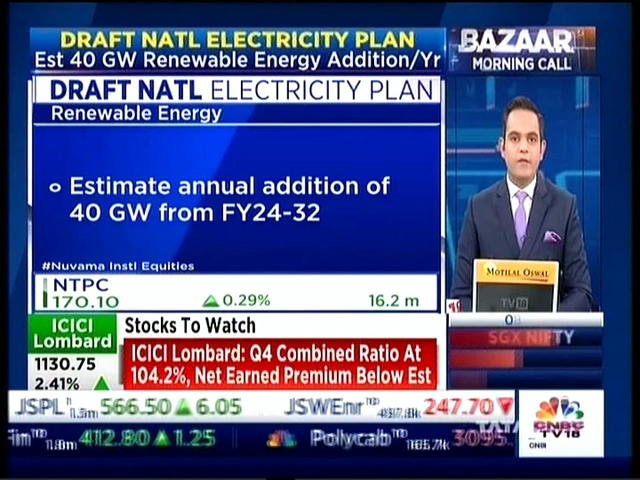 DRAFT NATL ELECTRICITY PLAN
Est 40 GW Renewable Energy Addition/Yr
BAZAAR
MORNING CALL
DRAFT NATL ELECTRICITY PLAN
Renewable Energy
Estimate annual addition of
40 GW from FY24-32
#Nuvama Insti Equities
NTPC
170.10 0.29% 16.2 m
MOTILAL OSWAL
TV18
SGX NIFTY
ICICI
Lombard
1130.75
2.41%
Stocks To Watch
ICICI Lombard: Q4 Combined Ratio At
104.2%, Net Earned Premium Below Est
JSPL 566.50 6.05 JSWEnr 247.70
412.80 1.25 Polycab 3095
CNBC
TV18